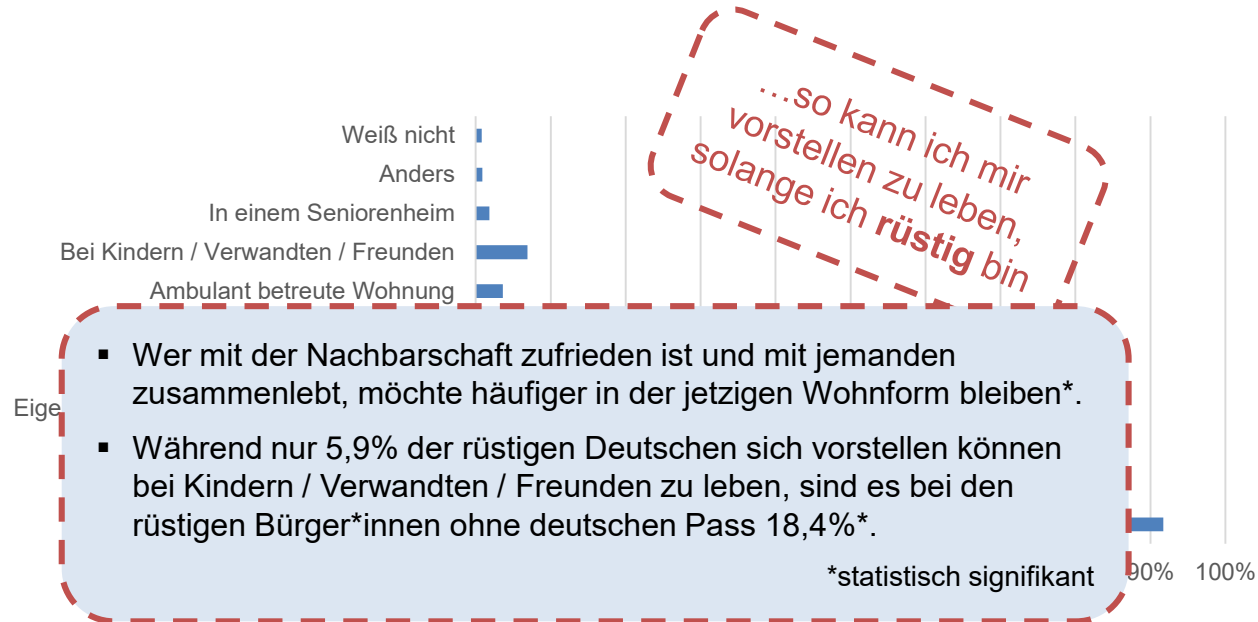 …so kann ich mir
vorstellen zu leben,
solange ich rüstig bin
Weiß nicht
Anders
In einem Seniorenheim
Bei Kindern / Verwandten / Freunden
Ambulant betreute Wohnung
Eige
▪ Wer mit der Nachbarschaft zufrieden ist und mit jemanden
zusammenlebt, möchte häufiger in der jetzigen Wohnform bleiben*.
▪ Während nur 5,9% der rüstigen Deutschen sich vorstellen können
bei Kindern / Verwandten / Freunden zu leben, sind es bei den
rüstigen Bürger*innen ohne deutschen Pass 18,4%*.
*statistisch signifikant
90% 100%